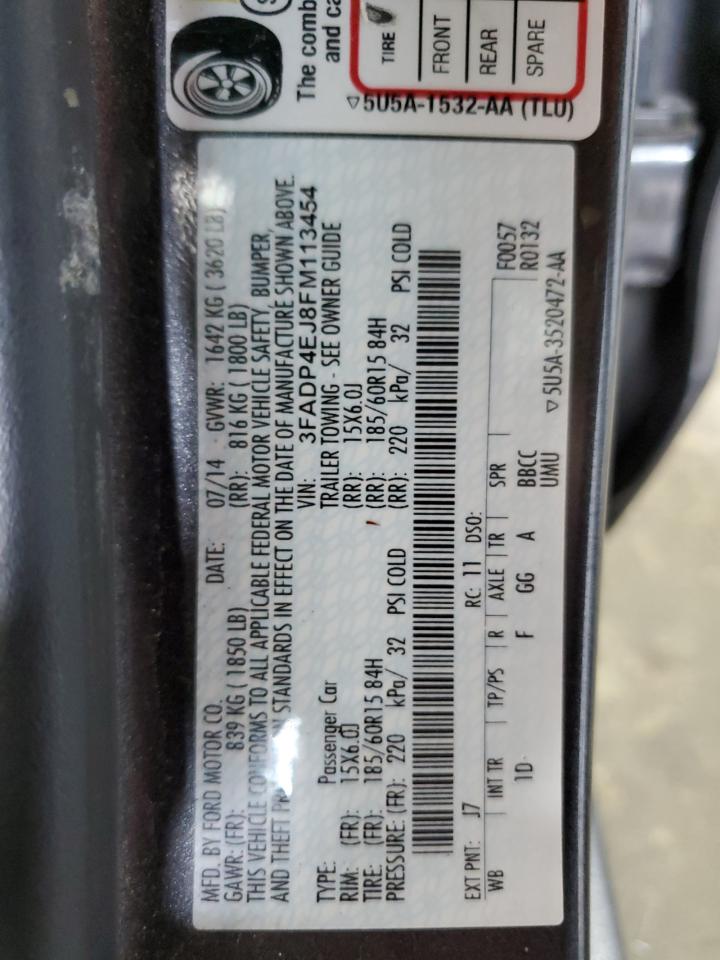 The comb
and ca
TIRE
FRONT
REAR
SPARE
▽5U5A-1532-AA (TLU)
MFD. BY FORD MOTOR CO. DATE: 07/14 GVWR: 1642 KG ( 3620 LB)
GAWR: (FR): 839 KG ( 1850 LB) (RR): 816 KG ( 1800 LB)
THIS VEHICLE CONFORMS TO ALL APPLICABLE FEDERAL MOTOR VEHICLE SAFETY, BUMPER,
AND THEFT STANDARDS IN EFFECT ON THE DATE OF MANUFACTURE SHOWN ABOVE.
VIN: 3FADP4EJ8FM113454
TYPE: Passenger Car TRAILER TOWING - SEE OWNER GUIDE
RIM: (FR): 15X6.0J (RR): 15X6.0J
TIRE: (FR): 185/60R15 84H (RR): 185/60R15 84H
PRESSURE: (FR): 220 kPa/ 32 PSI COLD (RR): 220 kPa/ 32 PSI COLD
EXT PNT: J7 RC: 11 DSO:
WB INT TR TP/PS R AXLE TR SPR F0057
1D F GG A BBCC R0132
UMU
▽5U5A-3520472-AA